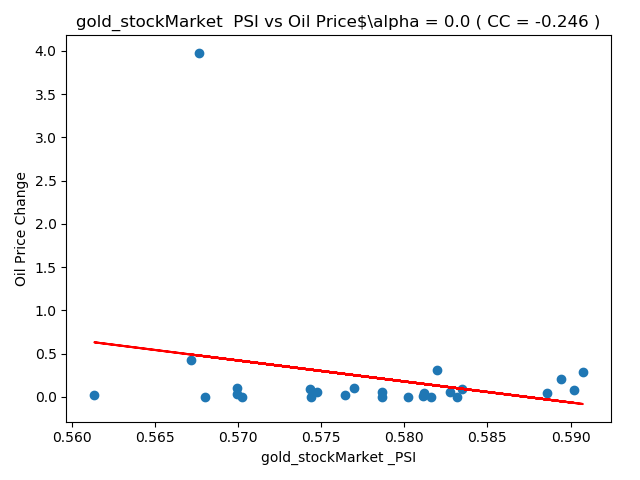 gold_stockMarket  PSI vs Oil Price$\alpha = 0.0 ( CC = -0.246 )
4.0
3.5
3.0
2.5
2.0
1.5
1.0
0.5
0.0
Oil Price Change
0.560 0.565 0.570 0.575 0.580 0.585 0.590
gold_stockMarket _PSI